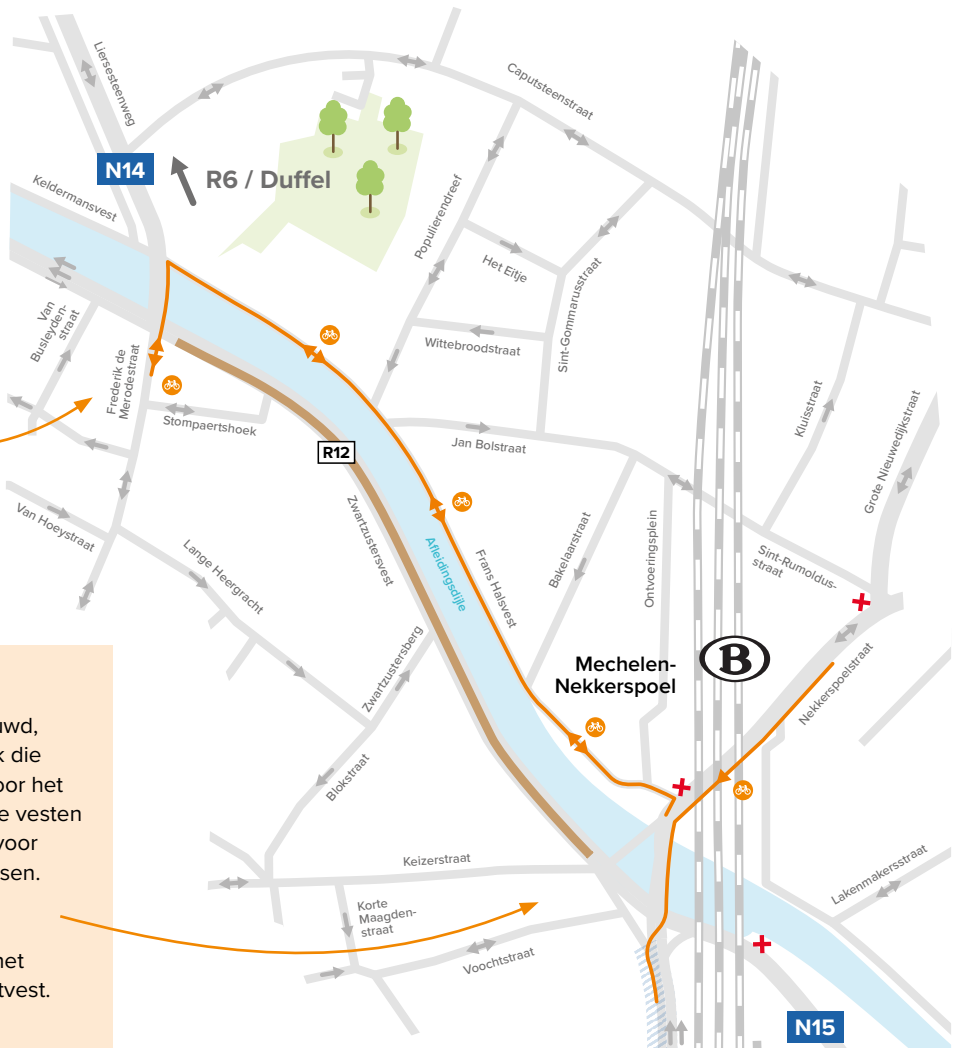 Liersesteenweg
Caputsteenstraat
N14
R6 / Duffel
Keldermansvest
Populierendreef
Het Eitje
Sint-Gommarusstraat
Van
Busleyden-
straat
Wittebroodstraat
Frederik de
Merodestraat
Stompaertshoek
Kluisstraat
Grote Nieuwedijkstraat
Jan Bolstraat
R12
Van Hoeystraat
Lange Heergracht
Zwartzustersvest
Afleidingsdijle
Frans Halsvest
Bakelaarstraat
Ontvoeringsplein
Sint-Rumoldus-
straat
Zwartzustersberg
Mechelen-
Nekkerspoel
B
Nekkerspoelstraat
uwd,
k die
oor het
e vesten
voor
sen.
Blokstraat
Keizerstraat
Lakenmakersstraat
Korte
Maagden-
straat
Voochtstraat
net
tvest.
N15